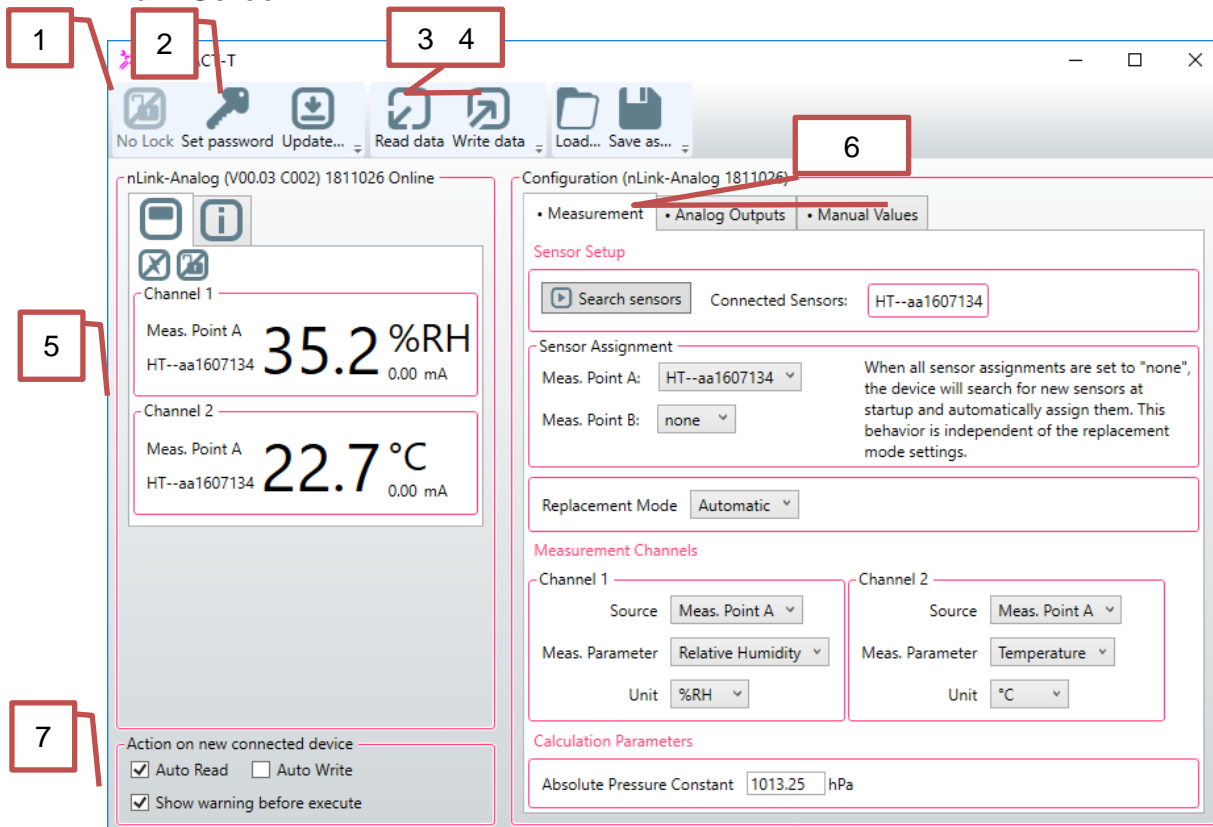 1
2
3 4
ACT-T
No Lock Set password Update... Read data Write data Load... Save as...
6
nLink-Analog (V00.03 C002) 1811026 Online
Channel 1
Meas. Point A
HT--aa1607134
35.2 %RH
0.00 mA
5
Channel 2
Meas. Point A
HT--aa1607134
22.7 °C
0.00 mA
7
Action on new connected device
Auto Read Auto Write
Show warning before execute
Configuration (nLink-Analog 1811026)
• Measurement • Analog Outputs • Manual Values
Sensor Setup
Search sensors Connected Sensors: HT--aa1607134
Sensor Assignment
Meas. Point A: HT--aa1607134
Meas. Point B: none
When all sensor assignments are set to "none",
the device will search for new sensors at
startup and automatically assign them. This
behavior is independent of the replacement
mode settings.
Replacement Mode Automatic
Measurement Channels
Channel 1
Source Meas. Point A
Meas. Parameter Relative Humidity
Unit %RH
Channel 2
Source Meas. Point A
Meas. Parameter Temperature
Unit °C
Calculation Parameters
Absolute Pressure Constant 1013.25 hPa